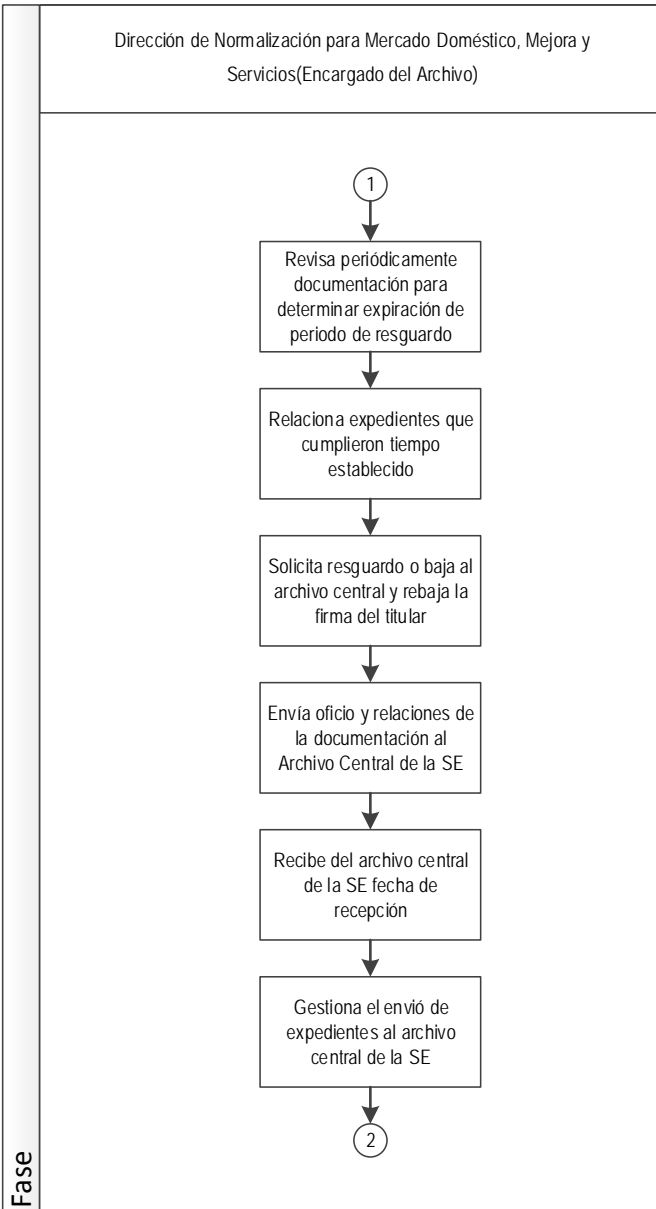 Dirección de Normalización para Mercado Doméstico, Mejora y
Servicios(Encargado del Archivo)
1
Revisa periódicamente
documentación para
determinar expiración de
periodo de resguardo
Relaciona expedientes que
cumplieron tiempo
establecido
Solicita resguardo o baja al
archivo central y rebaja la
firma del titular
Envía oficio y relaciones de
la documentación al
Archivo Central de la SE
Recibe del archivo central
de la SE fecha de
recepción
Gestiona el envió de
expedientes al archivo
central de la SE
2
Fase